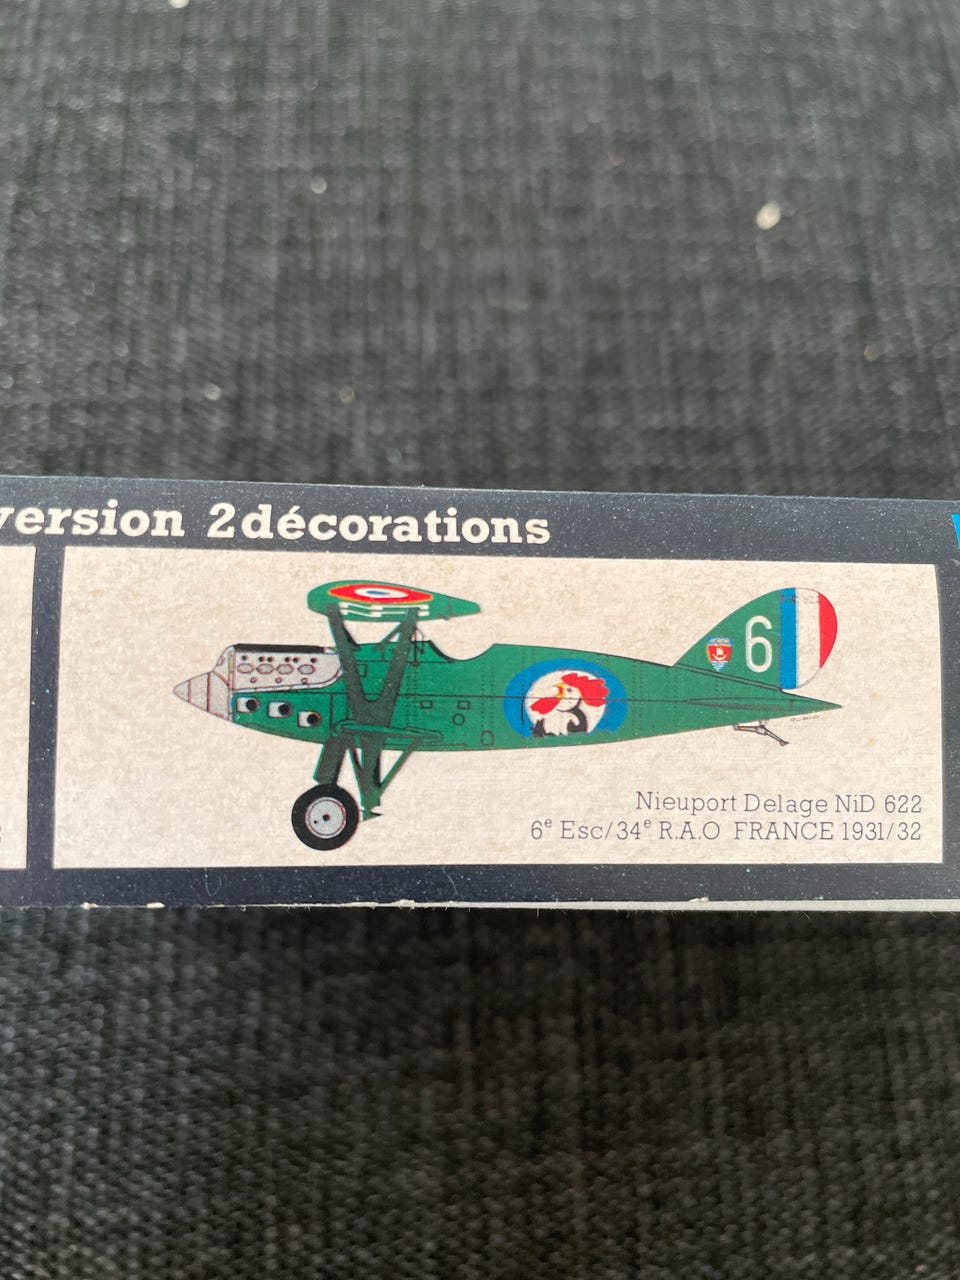 version 2décorations
6
Nieuport Delage NiD 622
6ᵉ Esc/34ᵉ R.A.O FRANCE 1931/32